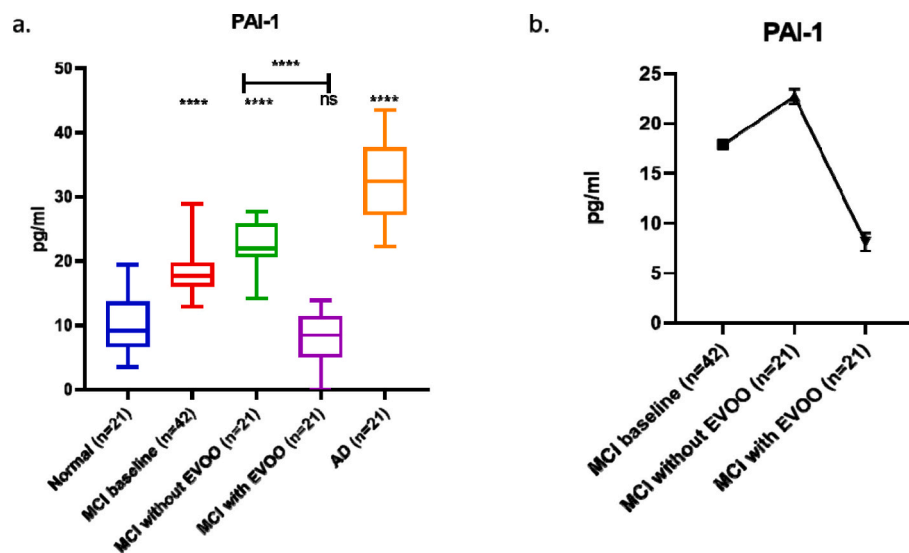 a.
PAI-1
pg/ml
50
40
30
20
10
0
****
****
****
ns
****
Normal (n=21)
MCI baseline (n=42)
MCI without EVOO (n=21)
MCI with EVOO (n=21)
AD (n=21)
b.
PAI-1
pg/ml
25
20
15
10
5
0
MCI baseline (n=42)
MCI without EVOO (n=21)
MCI with EVOO (n=21)